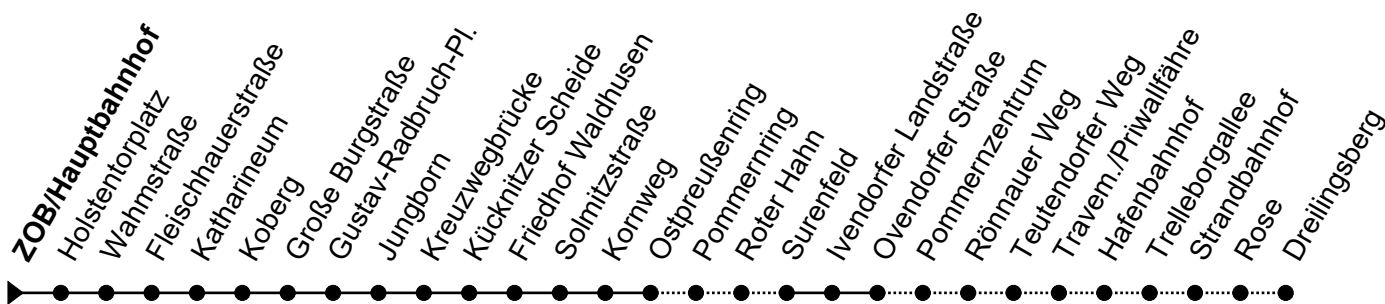 ZOB/Hauptbahnhof
Holstentorplatz
Wahmstraße
Fleischhauerstraße
Katharineum
Koberg
Große Burgstraße
Gustav-Radbruch-Pl.
Jungborn
Kreuzwegbrücke
Kücknitzer Scheide
Friedhof Waldhusen
Solmitzstraße
Kornweg
Ostpreußenring
Pommernring
Roter Hahn
Surenfeld
Ivendorfer Landstraße
Ovendorfer Straße
Pommernzentrum
Rönnauer Weg
Teutendorfer Weg
Travem./Priwallfähre
Hafenbahnhof
Trelleborgallee
Strandbahnhof
Rose
Dreilingsberg